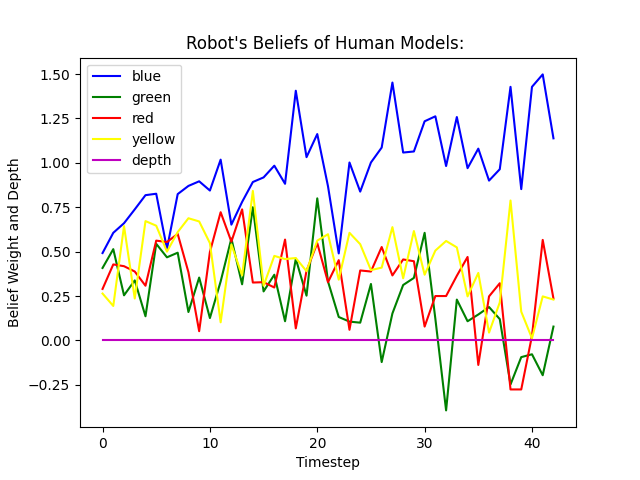 Robot's Beliefs of Human Models:
blue
green
red
yellow
depth
Belief Weight and Depth
1.50
1.25
1.00
0.75
0.50
0.25
0.00
−0.25
0
10
20
30
40
Timestep